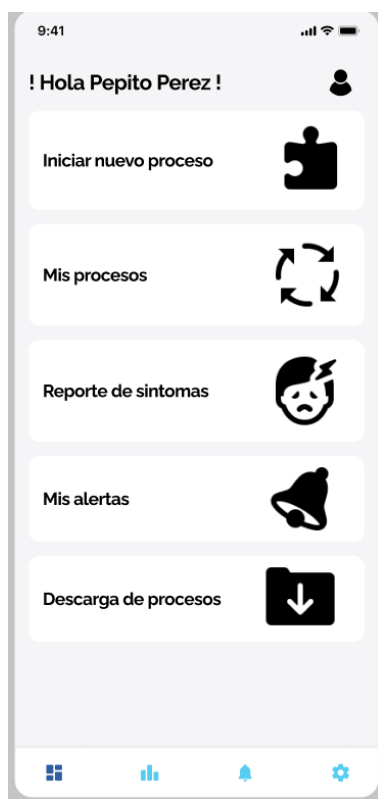 9:41
! Hola Pepito Perez !
Iniciar nuevo proceso
Mis procesos
Reporte de sintomas
Mis alertas
Descarga de procesos